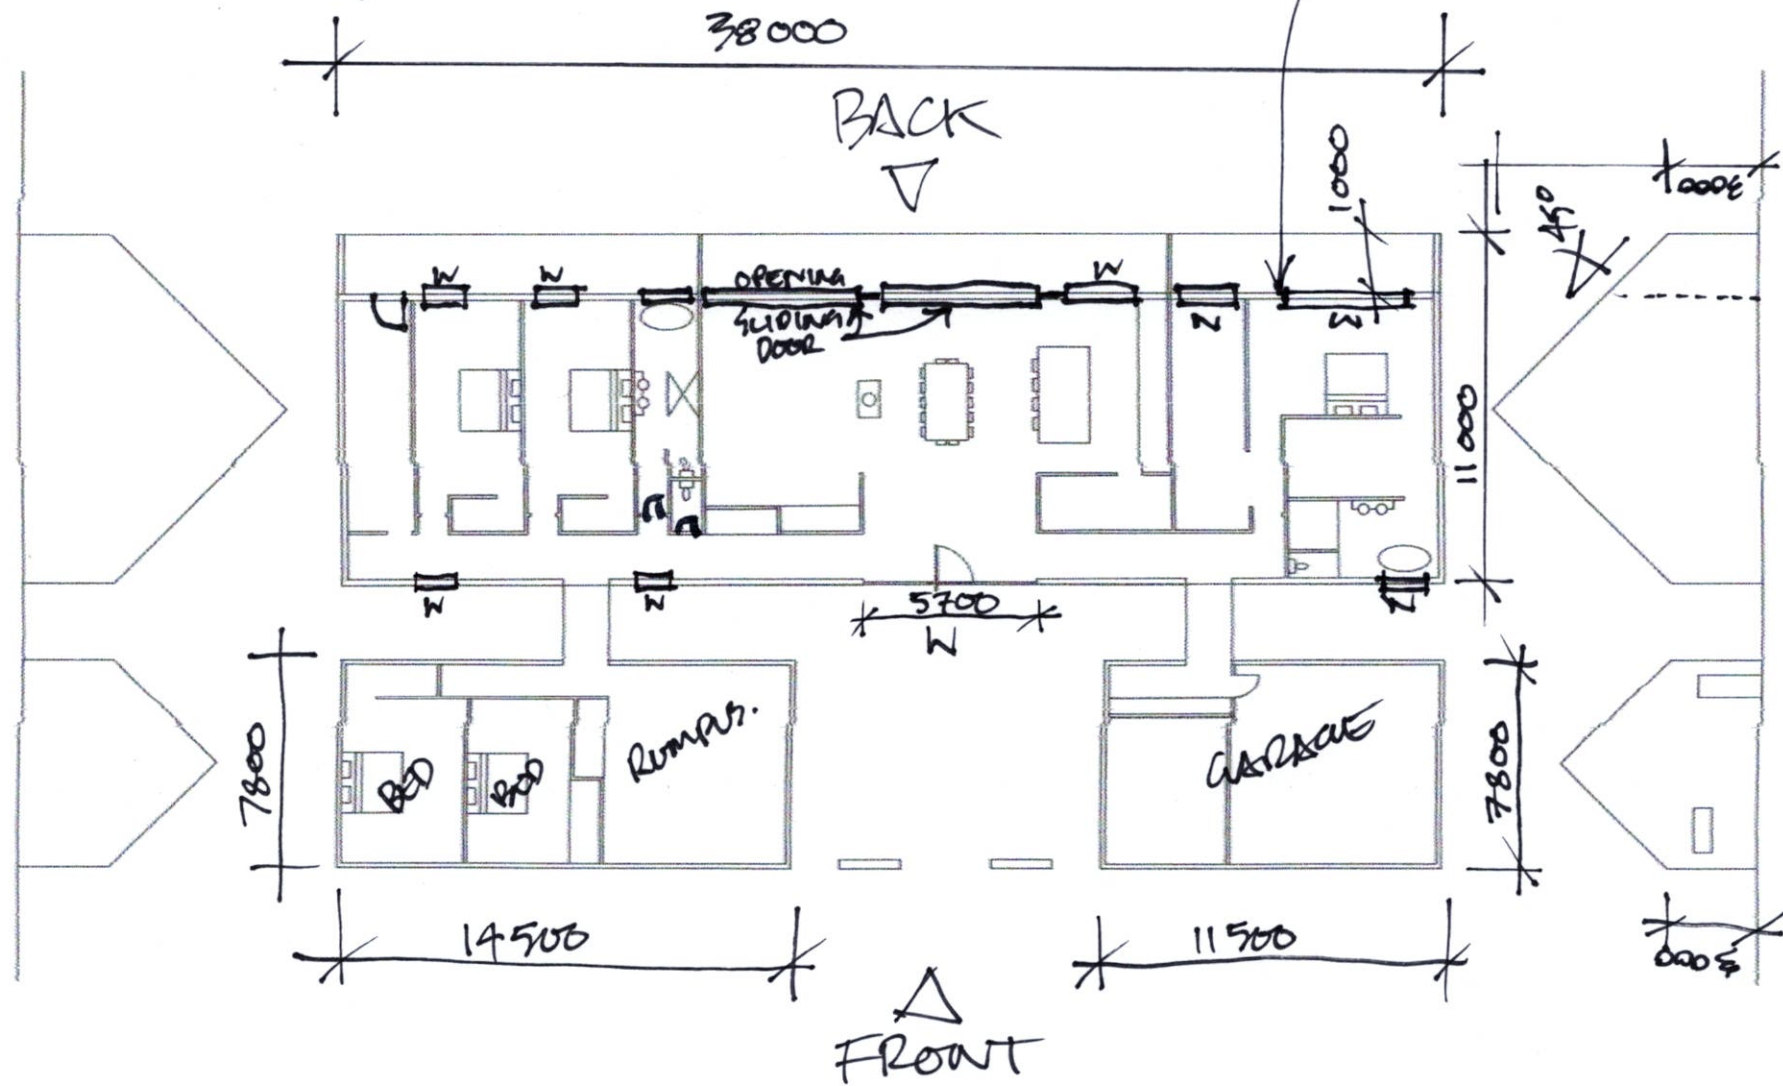 38000
BACK
1000
3000
45°
W
W
OPENING
W
SLIDING
DOOR
W
W
11000
W
W
5700
W
W
7800
BED
BED
RUMPUS.
GARAGE
7800
14500
11500
3000
FRONT